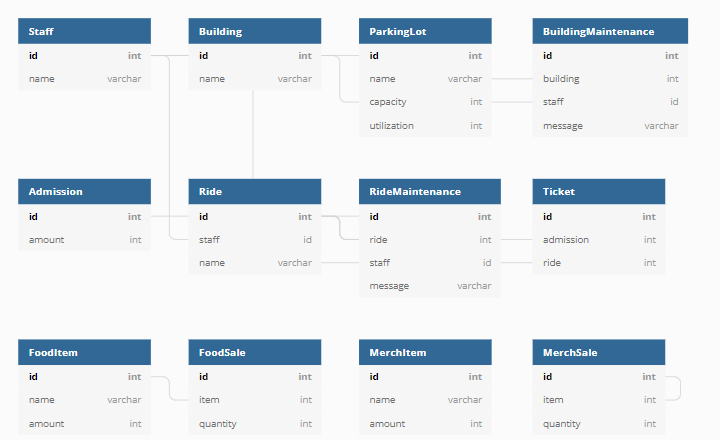 Staff
id int
name varchar
Building
id int
name varchar
ParkingLot
id int
name varchar
capacity int
utilization int
BuildingMaintenance
id int
building int
staff id
message varchar
Admission
id int
amount int
Ride
id int
staff id
name varchar
RideMaintenance
id int
ride int
staff id
message varchar
Ticket
id int
admission int
ride int
FoodItem
id int
name varchar
amount int
FoodSale
id int
item int
quantity int
MerchItem
id int
name varchar
amount int
MerchSale
id int
item int
quantity int